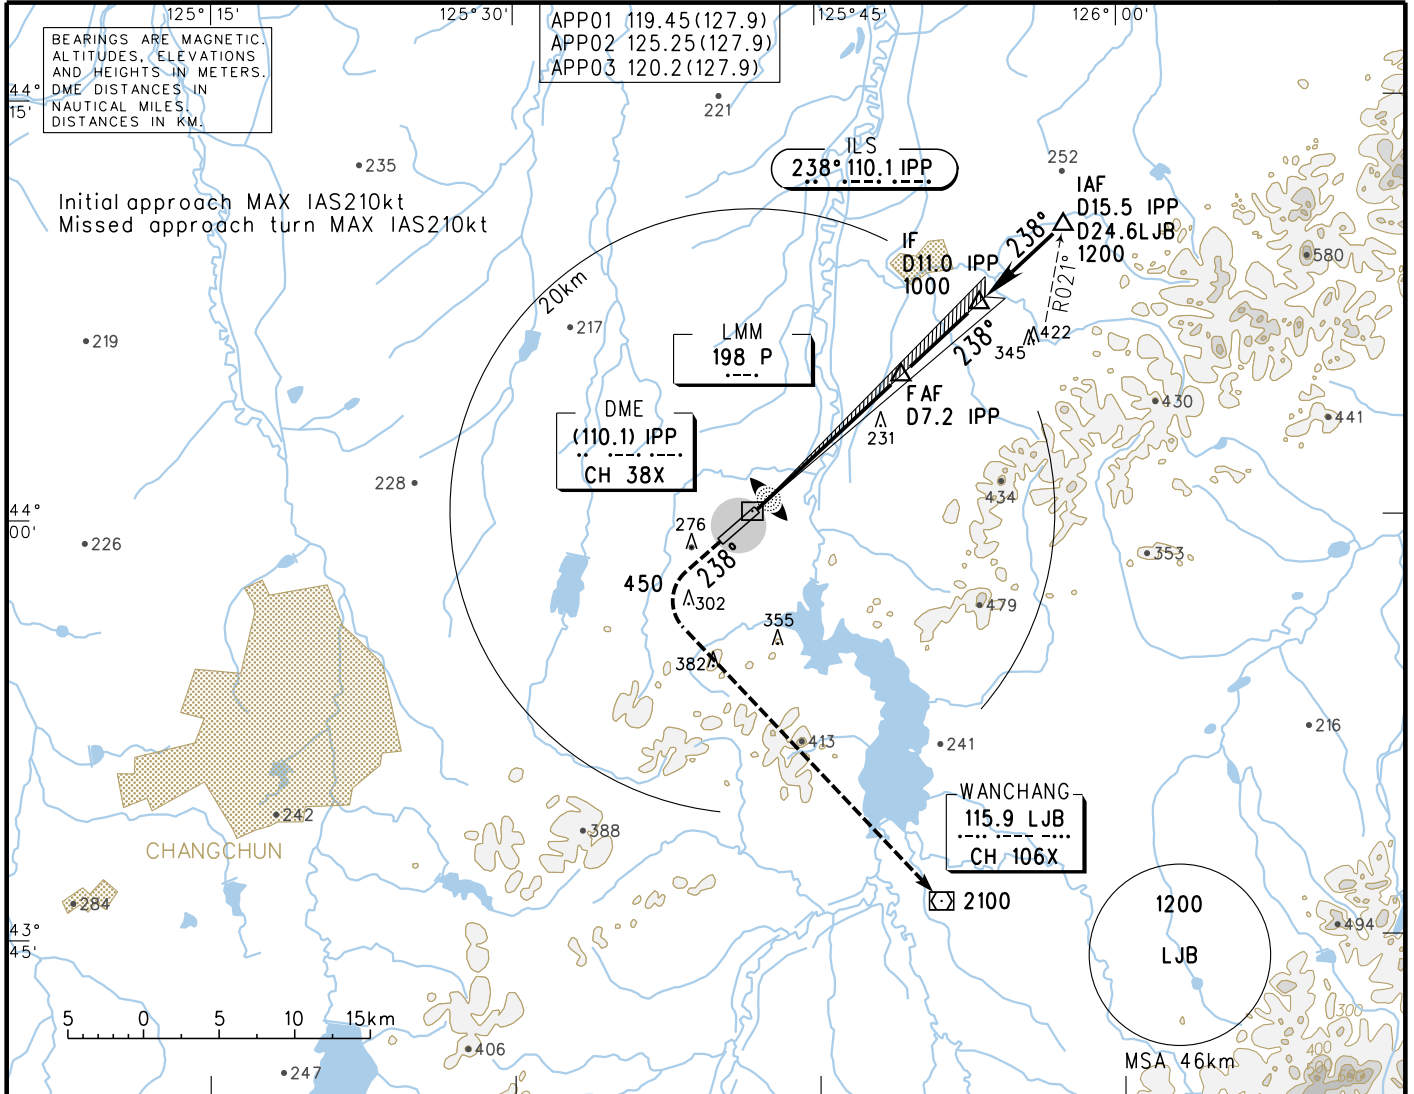 125° 15'
125° 30'
125° 45'
126° 00'
BEARINGS ARE MAGNETIC.
ALTITUDES, ELEVATIONS
AND HEIGHTS IN METERS.
DME DISTANCES IN
NAUTICAL MILES.
DISTANCES IN KM.
APP01 119.45(127.9)
APP02 125.25(127.9)
APP03 120.2(127.9)
44°
15'
221
235
252
ILS
238° 110.1 IPP
Initial approach MAX IAS210kt
Missed approach turn MAX IAS210kt
IAF
D15.5 IPP
D24.6LJB
1200
238°
IF
D11.0 IPP
1000
R021°
580
20km
217
219
LMM
198 P
238°
345
422
FAF
D7.2 IPP
430
441
231
DME
(110.1) IPP
CH 38X
228
434
44°
00'
226
276
238°
353
450
302
479
355
382
413
241
216
242
388
CHANGCHUN
WANCHANG
115.9 LJB
CH 106X
284
2100
1200
LJB
494
43°
45'
5
0
5
10
15km
300
406
400
500
600
247
MSA 46km